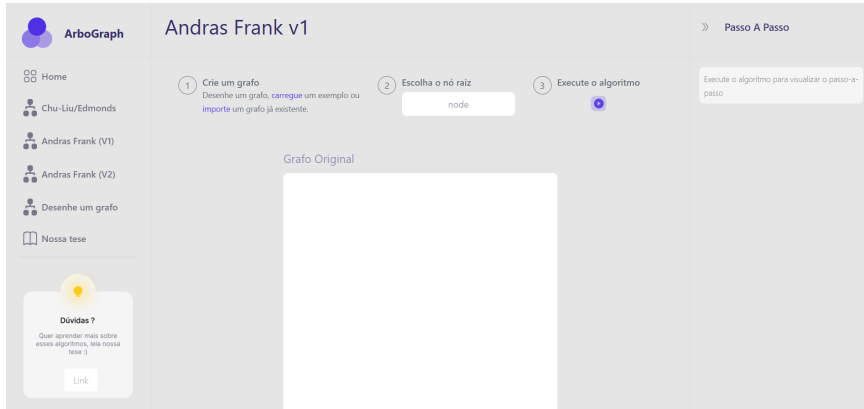 ArboGraph
Home
Chu-Liu/Edmonds
Andras Frank (V1)
Andras Frank (V2)
Desenhe um grafo
Nossa tese
Dúvidas ?
Quer aprender mais sobre
esses algoritmos, leia nossa
tese :)
Link
Andras Frank v1
1
Crie um grafo
Desenhe um grafo, carregue um exemplo ou
importe um grafo já existente.
2
Escolha o nó raiz
node
3
Execute o algoritmo
Grafo Original
Passo A Passo
Execute o algoritmo para visualizar o passo-a-
passo